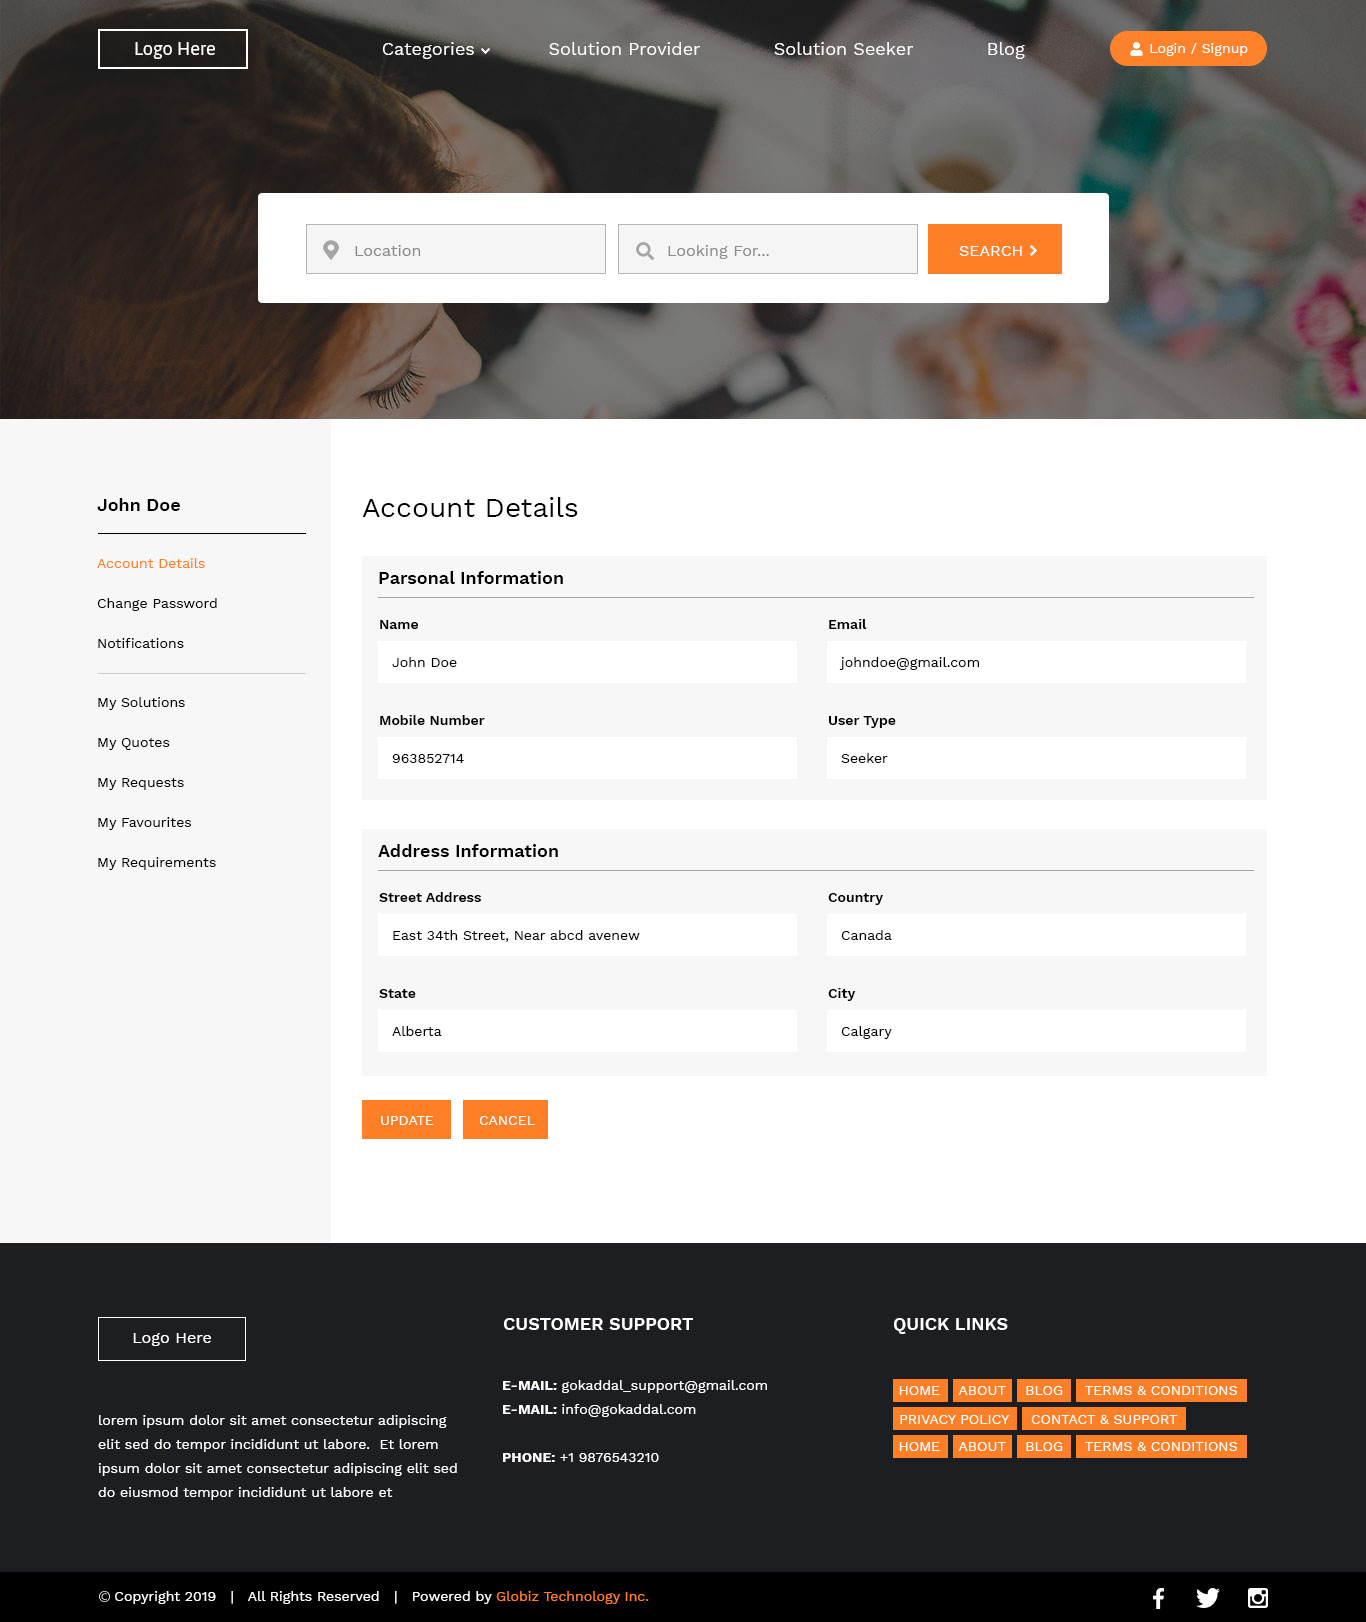 Logo Here
Categories
Solution Provider
Solution Seeker
Blog
Login / Signup
Location
Looking For...
SEARCH
John Doe
Account Details
Change Password
Notifications
My Solutions
My Quotes
My Requests
My Favourites
My Requirements
Account Details
Parsonal Information
Name
Email
John Doe
johndoe@gmail.com
Mobile Number
User Type
963852714
Seeker
Address Information
Street Address
Country
East 34th Street, Near abcd avenew
Canada
State
City
Alberta
Calgary
UPDATE
CANCEL
Logo Here
lorem ipsum dolor sit amet consectetur adipiscing
elit sed do tempor incididunt ut labore. Et lorem
ipsum dolor sit amet consectetur adipiscing elit sed
do eiusmod tempor incididunt ut labore et
CUSTOMER SUPPORT
E-MAIL: gokaddal_support@gmail.com
E-MAIL: info@gokaddal.com
PHONE: +1 9876543210
QUICK LINKS
HOME ABOUT BLOG TERMS & CONDITIONS
PRIVACY POLICY CONTACT & SUPPORT
HOME ABOUT BLOG TERMS & CONDITIONS
© Copyright 2019 | All Rights Reserved | Powered by Globiz Technology Inc.